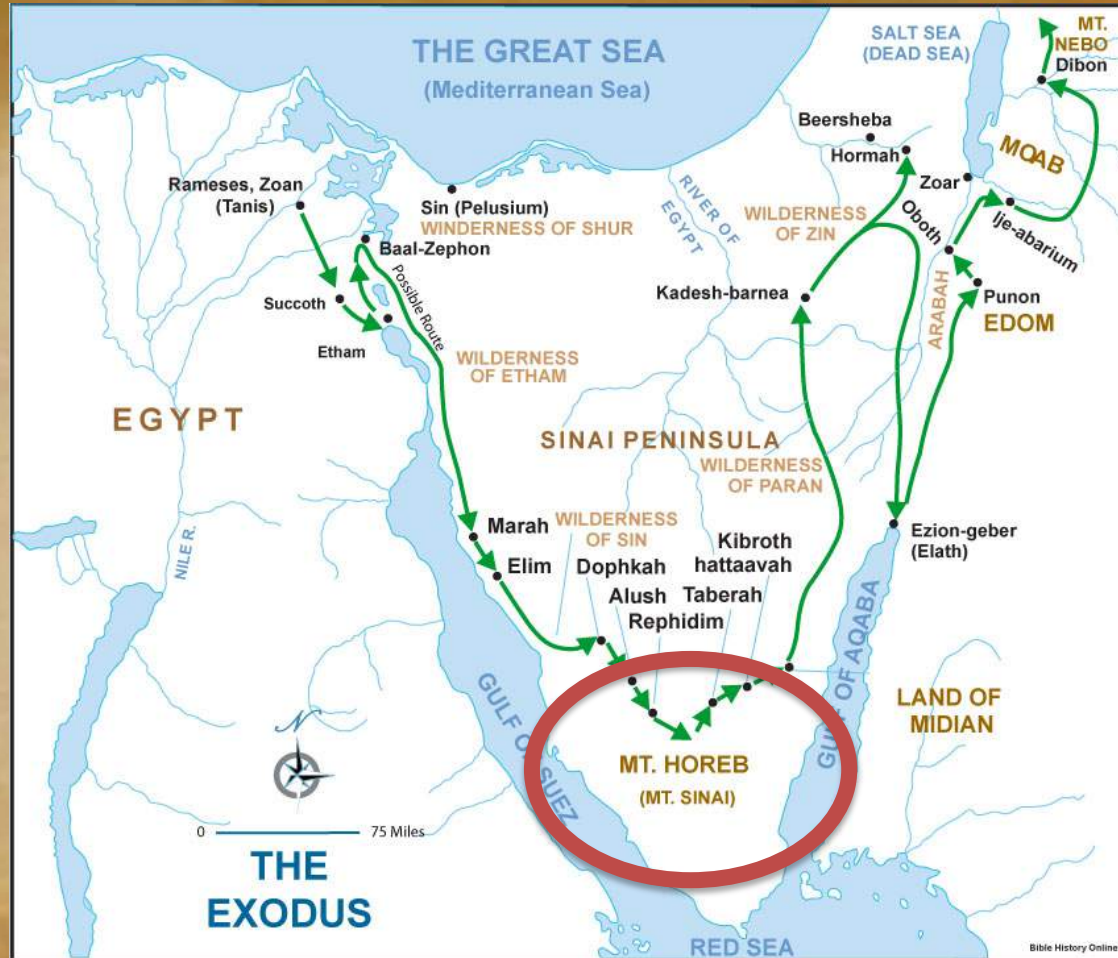 THE GREAT SEA
(Mediterranean Sea)
SALT SEA
(DEAD SEA)
MT.
NEBO
Dibon
Beersheba
Hormah
MOAB
Zoar
Rameses, Zoan
(Tanis)
Sin (Pelusium)
WINDERNESS OF SHUR
RIVER OF
EGYPT
WILDERNESS
OF ZIN
Oboth
Ije-abarium
Baal-Zephon
Possible Route
Succoth
Etham
Kadesh-barnea
ARABAH
Punon
EDOM
WILDERNESS
OF ETHAM
EGYPT
SINAI PENINSULA
WILDERNESS
OF PARAN
NILE R.
Marah
Elim
WILDERNESS
OF SIN
Dophkah
Alush
Rephidim
Kibroth
hattaavah
Taberah
Ezion-geber
(Elath)
GULF OF SUEZ
GULF OF AQABA
LAND OF
MIDIAN
MT. HOREB
(MT. SINAI)
N
0 75 Miles
THE
EXODUS
RED SEA
Bible History Online